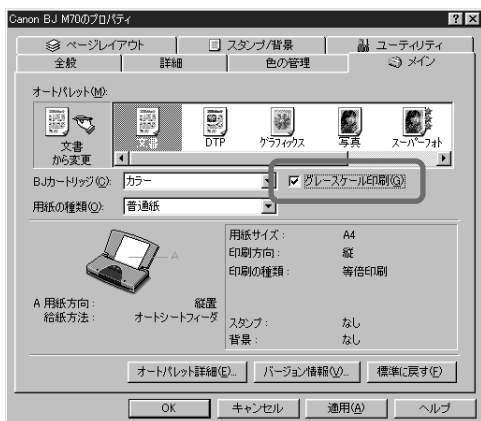 Canon BJ M70のプロパティ
ページレイアウト スタンプ/背景 ユーティリティ
全般 詳細 色の管理 メイン
オートパレット(M):
文書 から変更
文書 DTP グラフィックス 写真 スーパーフォト
BJカートリッジ(C): カラー グレースケール印刷(G)
用紙の種類(Q): 普通紙
用紙サイズ: A4
印刷方向: 縦
印刷の種類: 等倍印刷
A
A 用紙方向: 縦置
給紙方法: オートシートフィーダ
スタンプ: なし
背景: なし
オートパレット詳細(E)... バージョン情報(V)... 標準に戻す(F)
OK キャンセル 適用(A) ヘルプ